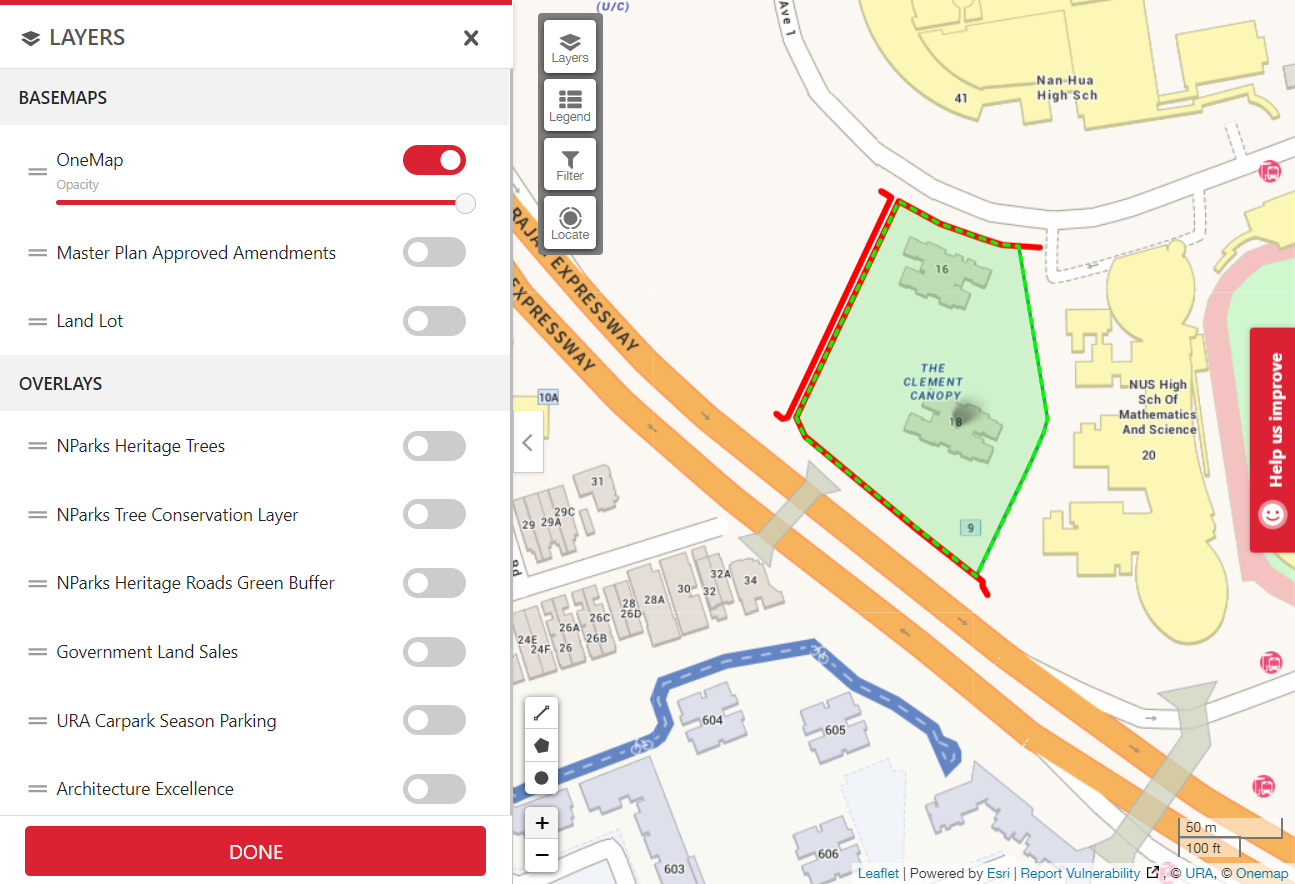 LAYERS
BASEMAPS
OneMap
Opacity
Master Plan Approved Amendments
Land Lot
OVERLAYS
NParks Heritage Trees
NParks Tree Conservation Layer
NParks Heritage Roads Green Buffer
Government Land Sales
URA Carpark Season Parking
Architecture Excellence
DONE
(U/C)
Layers
Legend
Filter
Locate
Ave 1
41
Nan Hua
High Sch
EXPRESSWAY
EXPRESSWAY
16
THE
CLEMENT
CANOPY
18
9
NUS High
Sch Of
Mathematics
And Science
20
Help us improve
10A
31
29C
29
29A
32A
34
30
32
28
28A
26D
26C
26A
26B
24E
24F
26
604
605
606
603
+
−
50 m
100 ft
Leaflet | Powered by Esri | Report Vulnerability , © URA, © Onemap